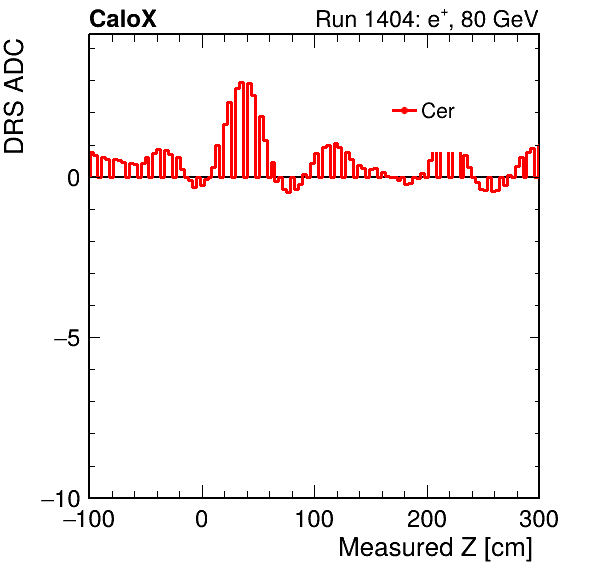 CaloX Run 1404: e+, 80 GeV
DRS ADC
Cer
0
−5
−10
−100 0 100 200 300
Measured Z [cm]